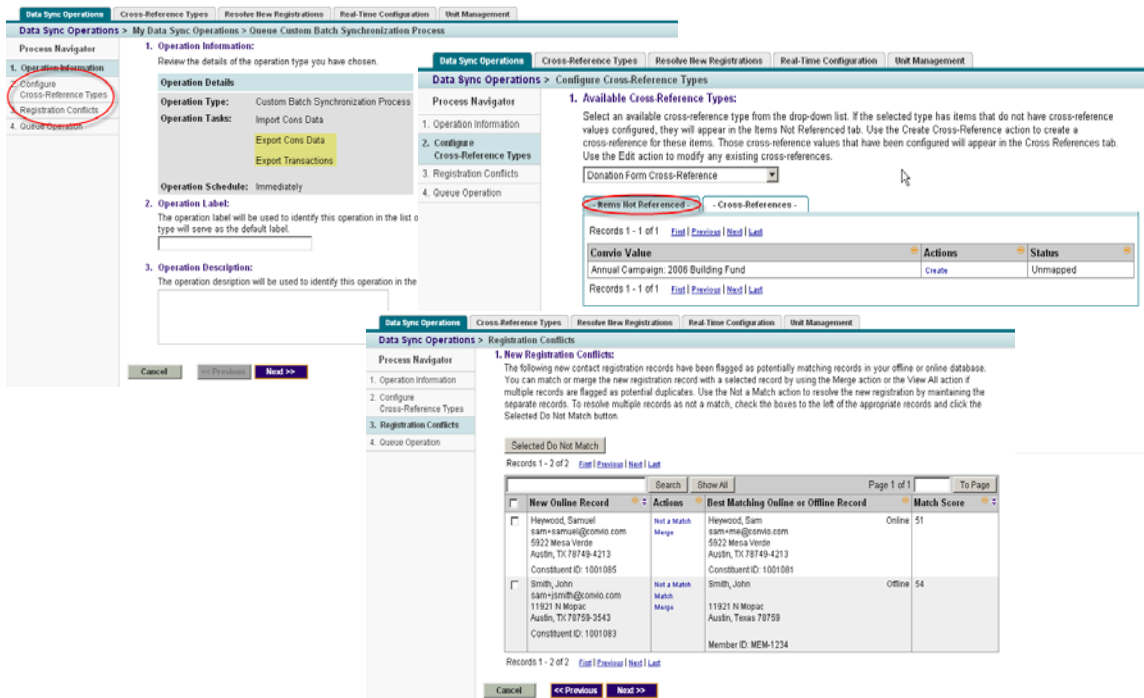 Data Sync Operations Cross-Reference Types Resolve New Registrations Real-Time Configuration Unit Management
Data Sync Operations > My Data Sync Operations > Queue Custom Batch Synchronization Process
Process Navigator
1. Operation Information
2. Configure
Cross-Reference Types
3. Registration Conflicts
4. Queue Operation
1. Operation Information:
Review the details of the operation type you have chosen.
Operation Details
Operation Type: Custom Batch Synchronization Process
Operation Tasks: Import Cons Data
Export Cons Data
Export Transactions
Operation Schedule: Immediately
2. Operation Label:
The operation label will be used to identify this operation in the list o
type will serve as the default label.
3. Operation Description:
The operation desription will be used to identify this operation in the
Cancel << Previous Next >>
Data Sync Operations Cross-Reference Types Resolve New Registrations Real-Time Configuration Unit Management
Data Sync Operations > Configure Cross-Reference Types
Process Navigator
1. Operation Information
2. Configure
Cross-Reference Types
3. Registration Conflicts
4. Queue Operation
1. Available Cross-Reference Types:
Select an available cross-reference type from the drop-down list. If the selected type has items that do not have cross-reference
values configured, they will appear in the Items Not Referenced tab. Use the Create Cross-Reference action to create a
cross-reference for these items. Those cross-reference values that have been configured will appear in the Cross References tab.
Use the Edit action to modify any existing cross-references.
Donation Form Cross-Reference
- Items Not Referenced - - Cross-References -
Records 1 - 1 of 1 First | Previous | Next | Last
Convio Value Actions Status
Annual Campaign: 2006 Building Fund Create Unmapped
Records 1 - 1 of 1 First | Previous | Next | Last
Data Sync Operations Cross-Reference Types Resolve New Registrations Real-Time Configuration Unit Management
Data Sync Operations > Registration Conflicts
Process Navigator
1. Operation Information
2. Configure
Cross-Reference Types
3. Registration Conflicts
4. Queue Operation
1. New Registration Conflicts:
The following new contact registration records have been flagged as potentially matching records in your offline or online database.
You can match or merge the new registration record with a selected record by using the Merge action or the View All action if
multiple records are flagged as potential duplicates. Use the Not a Match action to resolve the new registration by maintaining the
separate records. To resolve multiple records as not a match, check the boxes to the left of the appropriate records and click the
Selected Do Not Match button.
Selected Do Not Match
Records 1 - 2 of 2 First | Previous | Next | Last
Search Show All Page 1 of 1 To Page
New Online Record Actions Best Matching Online or Offline Record Match Score
Heywood, Samuel Not a Match Heywood, Sam Online 51
sam+samuel@convio.com Merge sam+me@convio.com
5922 Mesa Verde 5922 Mesa Verde
Austin, TX 78749-4213 Austin, TX 78749-4213
Constituent ID: 1001085 Constituent ID: 1001081
Smith, John Not a Match Smith, John Offline 54
sam+jsmith@convio.com Match
11921 N Mopac Merge 11921 N Mopac
Austin, TX 78759-3543 Austin, Texas 78759
Constituent ID: 1001083
Member ID: MEM-1234
Records 1 - 2 of 2 First | Previous | Next | Last
Cancel << Previous Next >>